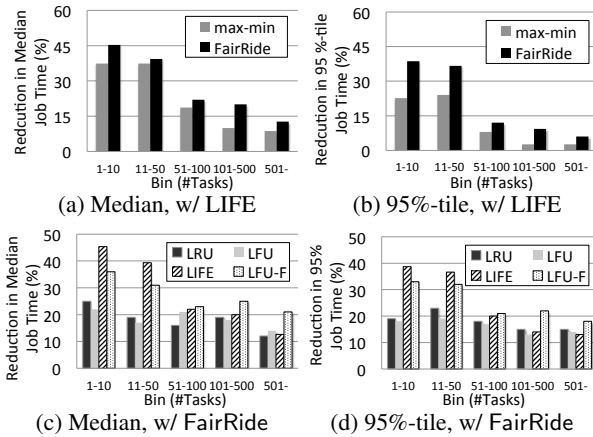 Redcution in Median
Job Time (%)
60
45
30
15
0
max-min
FairRide
1-10 11-50 51-100 101-500 501-
Bin (#Tasks)
(a) Median, w/ LIFE
Redcution in 95 %-tile
Job Time (%)
60
45
30
15
0
max-min
FairRide
1-10 11-50 51-100 101-500 501-
Bin (#Tasks)
(b) 95%-tile, w/ LIFE
Reduction in Median
Job Time (%)
50
40
30
20
10
0
LRU LFU
LIFE LFU-F
1-10 11-50 51-100 101-500 501-
Bin (#Tasks)
(c) Median, w/ FairRide
Reduction in 95%
Job Time (%)
50
40
30
20
10
0
LRU LFU
LIFE LFU-F
1-10 11-50 51-100 101-500 501-
Bin (#Tasks)
(d) 95%-tile, w/ FairRide